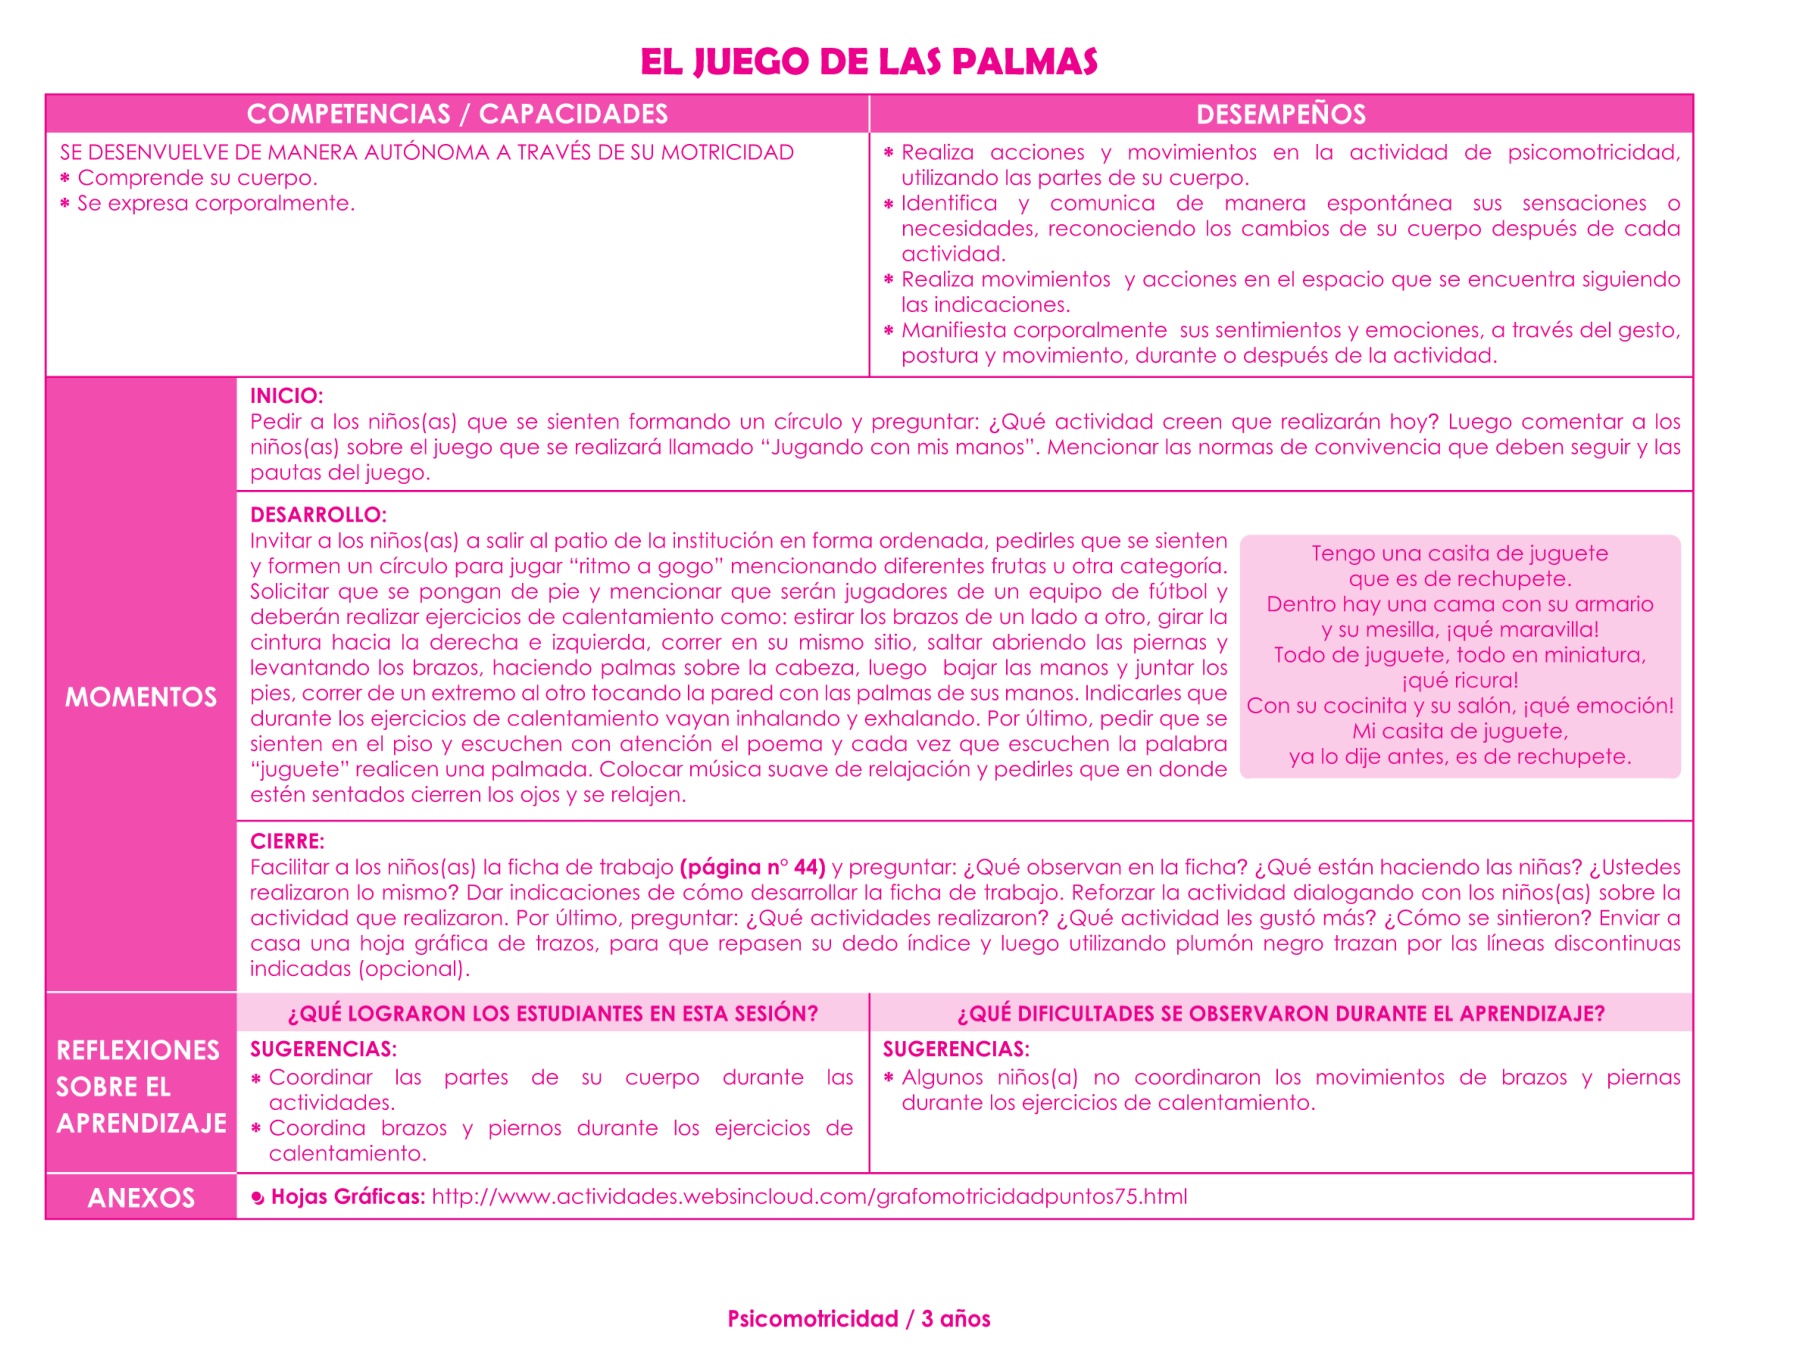 EL JUEGO DE LAS PALMAS
COMPETENCIAS / CAPACIDADES
DESEMPEÑOS
SE DESENVUELVE DE MANERA AUTÓNOMA A TRAVÉS DE SU MOTRICIDAD
* Comprende su cuerpo.
* Se expresa corporalmente.
* Realiza acciones y movimientos en la actividad de psicomotricidad,
utilizando las partes de su cuerpo.
* Identifica y comunica de manera espontánea sus sensaciones o
necesidades, reconociendo los cambios de su cuerpo después de cada
actividad.
* Realiza movimientos y acciones en el espacio que se encuentra siguiendo
las indicaciones.
* Manifiesta corporalmente sus sentimientos y emociones, a través del gesto,
postura y movimiento, durante o después de la actividad.
MOMENTOS
INICIO:
Pedir a los niños(as) que se sienten formando un círculo y preguntar: ¿Qué actividad creen que realizarán hoy? Luego comentar a los
niños(as) sobre el juego que se realizará llamado “Jugando con mis manos”. Mencionar las normas de convivencia que deben seguir y las
pautas del juego.
DESARROLLO:
Invitar a los niños(as) a salir al patio de la institución en forma ordenada, pedirles que se sienten
y formen un círculo para jugar “ritmo a gogo” mencionando diferentes frutas u otra categoría.
Solicitar que se pongan de pie y mencionar que serán jugadores de un equipo de fútbol y
deberán realizar ejercicios de calentamiento como: estirar los brazos de un lado a otro, girar la
cintura hacia la derecha e izquierda, correr en su mismo sitio, saltar abriendo las piernas y
levantando los brazos, haciendo palmas sobre la cabeza, luego bajar las manos y juntar los
pies, correr de un extremo al otro tocando la pared con las palmas de sus manos. Indicarles que
durante los ejercicios de calentamiento vayan inhalando y exhalando. Por último, pedir que se
sienten en el piso y escuchen con atención el poema y cada vez que escuchen la palabra
“juguete” realicen una palmada. Colocar música suave de relajación y pedirles que en donde
estén sentados cierren los ojos y se relajen.
Tengo una casita de juguete
que es de rechupete.
Dentro hay una cama con su armario
y su mesilla, ¡qué maravilla!
Todo de juguete, todo en miniatura,
¡qué ricura!
Con su cocinita y su salón, ¡qué emoción!
Mi casita de juguete,
ya lo dije antes, es de rechupete.
CIERRE:
Facilitar a los niños(as) la ficha de trabajo (página n° 44) y preguntar: ¿Qué observan en la ficha? ¿Qué están haciendo las niñas? ¿Ustedes
realizaron lo mismo? Dar indicaciones de cómo desarrollar la ficha de trabajo. Reforzar la actividad dialogando con los niños(as) sobre la
actividad que realizaron. Por último, preguntar: ¿Qué actividades realizaron? ¿Qué actividad les gustó más? ¿Cómo se sintieron? Enviar a
casa una hoja gráfica de trazos, para que repasen su dedo índice y luego utilizando plumón negro trazan por las líneas discontinuas
indicadas (opcional).
REFLEXIONES
SOBRE EL
APRENDIZAJE
¿QUÉ LOGRARON LOS ESTUDIANTES EN ESTA SESIÓN?
SUGERENCIAS:
* Coordinar las partes de su cuerpo durante las
actividades.
* Coordina brazos y piernos durante los ejercicios de
calentamiento.
¿QUÉ DIFICULTADES SE OBSERVARON DURANTE EL APRENDIZAJE?
SUGERENCIAS:
* Algunos niños(a) no coordinaron los movimientos de brazos y piernas
durante los ejercicios de calentamiento.
ANEXOS
Hojas Gráficas: http://www.actividades.websincloud.com/grafomotricidadpuntos75.html
Psicomotricidad / 3 años